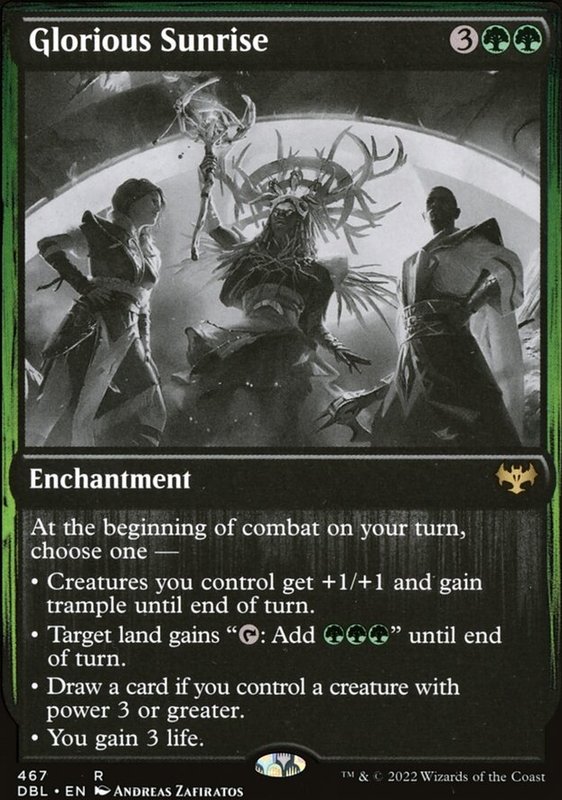 Glorious Sunrise 3
Enchantment
At the beginning of combat on your turn,
choose one —
• Creatures you control get +1/+1 and gain
trample until end of turn.
• Target land gains “: Add ” until end
of turn.
• Draw a card if you control a creature with
power 3 or greater.
• You gain 3 life.
467 R
DBL • EN ANDREAS ZAFIRATOS
™ & © 2022 Wizards of the Coast